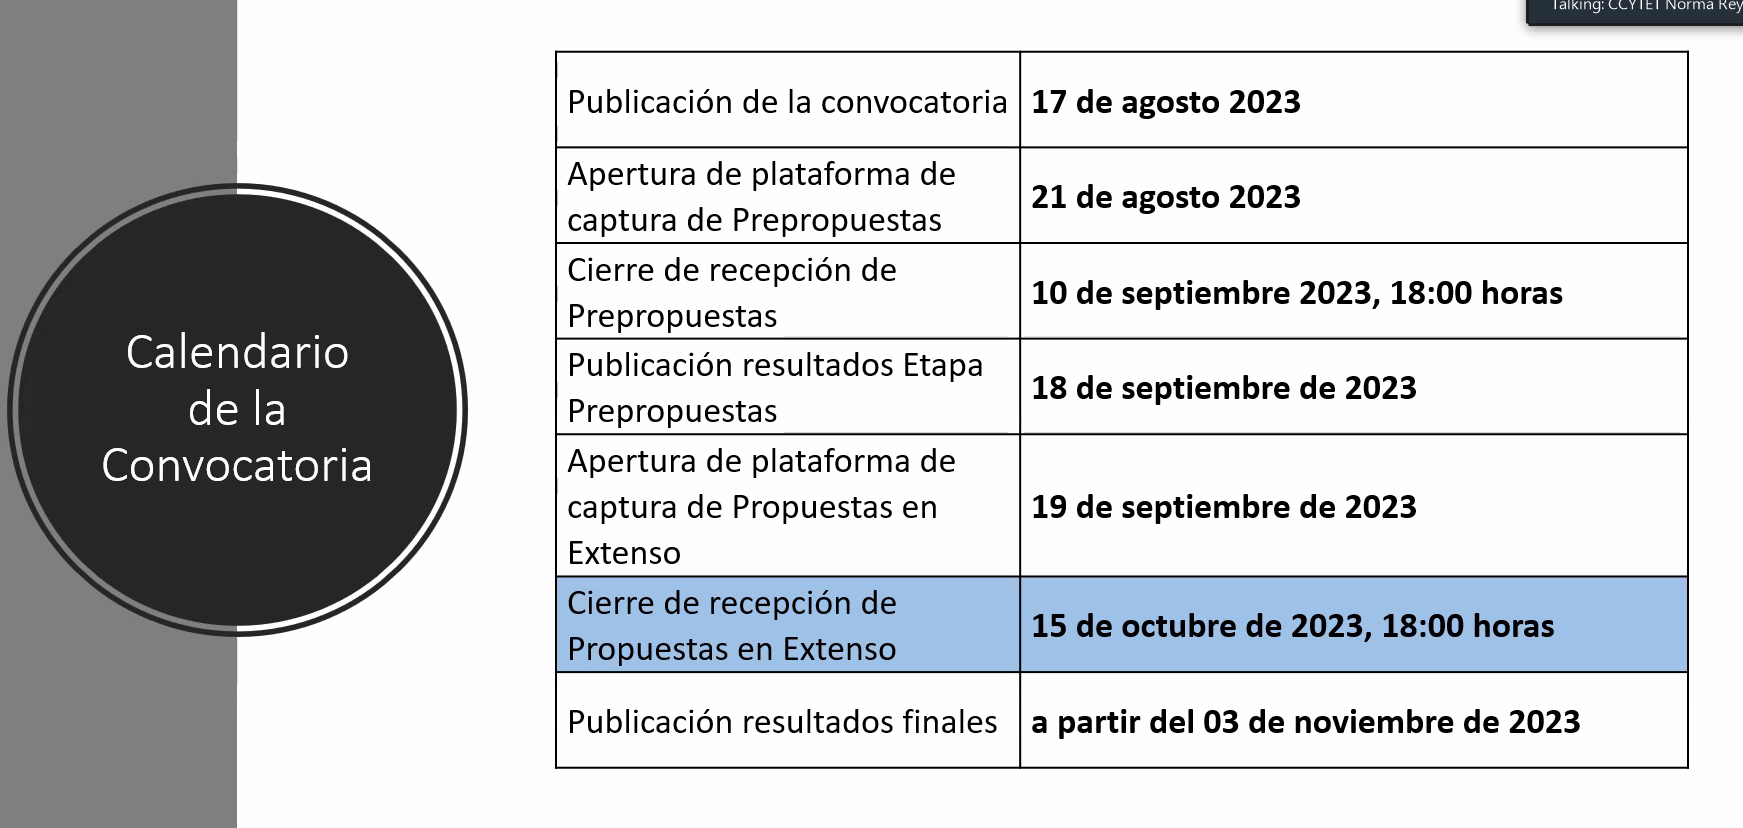 Talking: CCYTET Norma Rey
Calendario
de la
Convocatoria
Publicación de la convocatoria
17 de agosto 2023
Apertura de plataforma de
captura de Prepropuestas
21 de agosto 2023
Cierre de recepción de
Prepropuestas
10 de septiembre 2023, 18:00 horas
Publicación resultados Etapa
Prepropuestas
18 de septiembre de 2023
Apertura de plataforma de
captura de Propuestas en
Extenso
19 de septiembre de 2023
Cierre de recepción de
Propuestas en Extenso
15 de octubre de 2023, 18:00 horas
Publicación resultados finales
a partir del 03 de noviembre de 2023